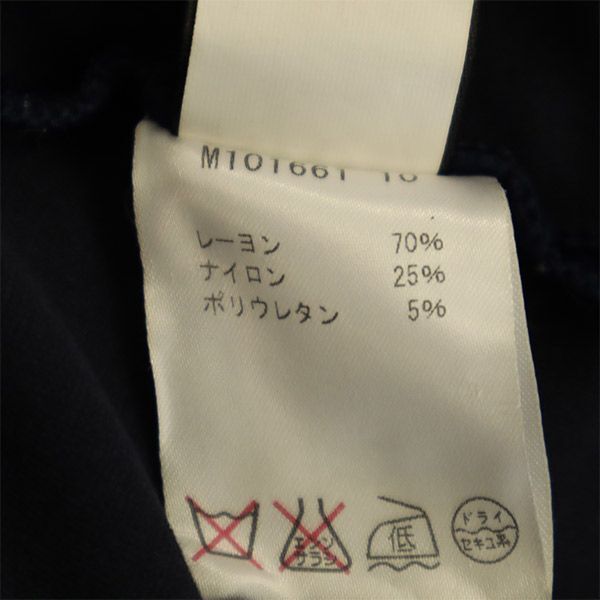 M101661
レーヨン 70%
ナイロン 25%
ポリウレタン 5%
エンソ
サラシ
低
ドライ
セキユ系